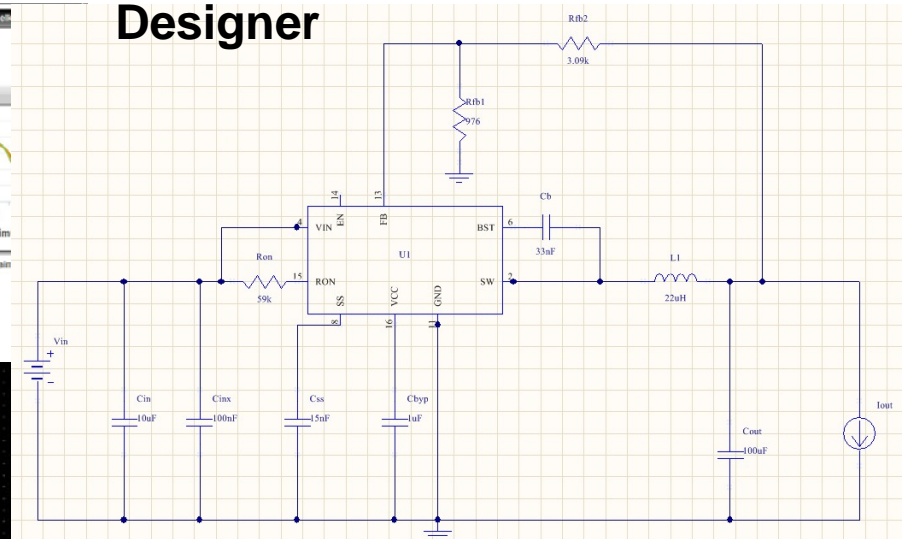 Designer
Rfb2
3.09k
Rfb1
976
14
13
EN
FB
Cb
4
VIN
BST
6
33nF
U1
Ron
15
RON
SW
2
L1
59k
22uH
SS
VCC
GND
8
16
11
Vin
+
-
Cin
10uF
Cinx
100nF
Css
15nF
Cbyp
1uF
Iout
Cout
100uF